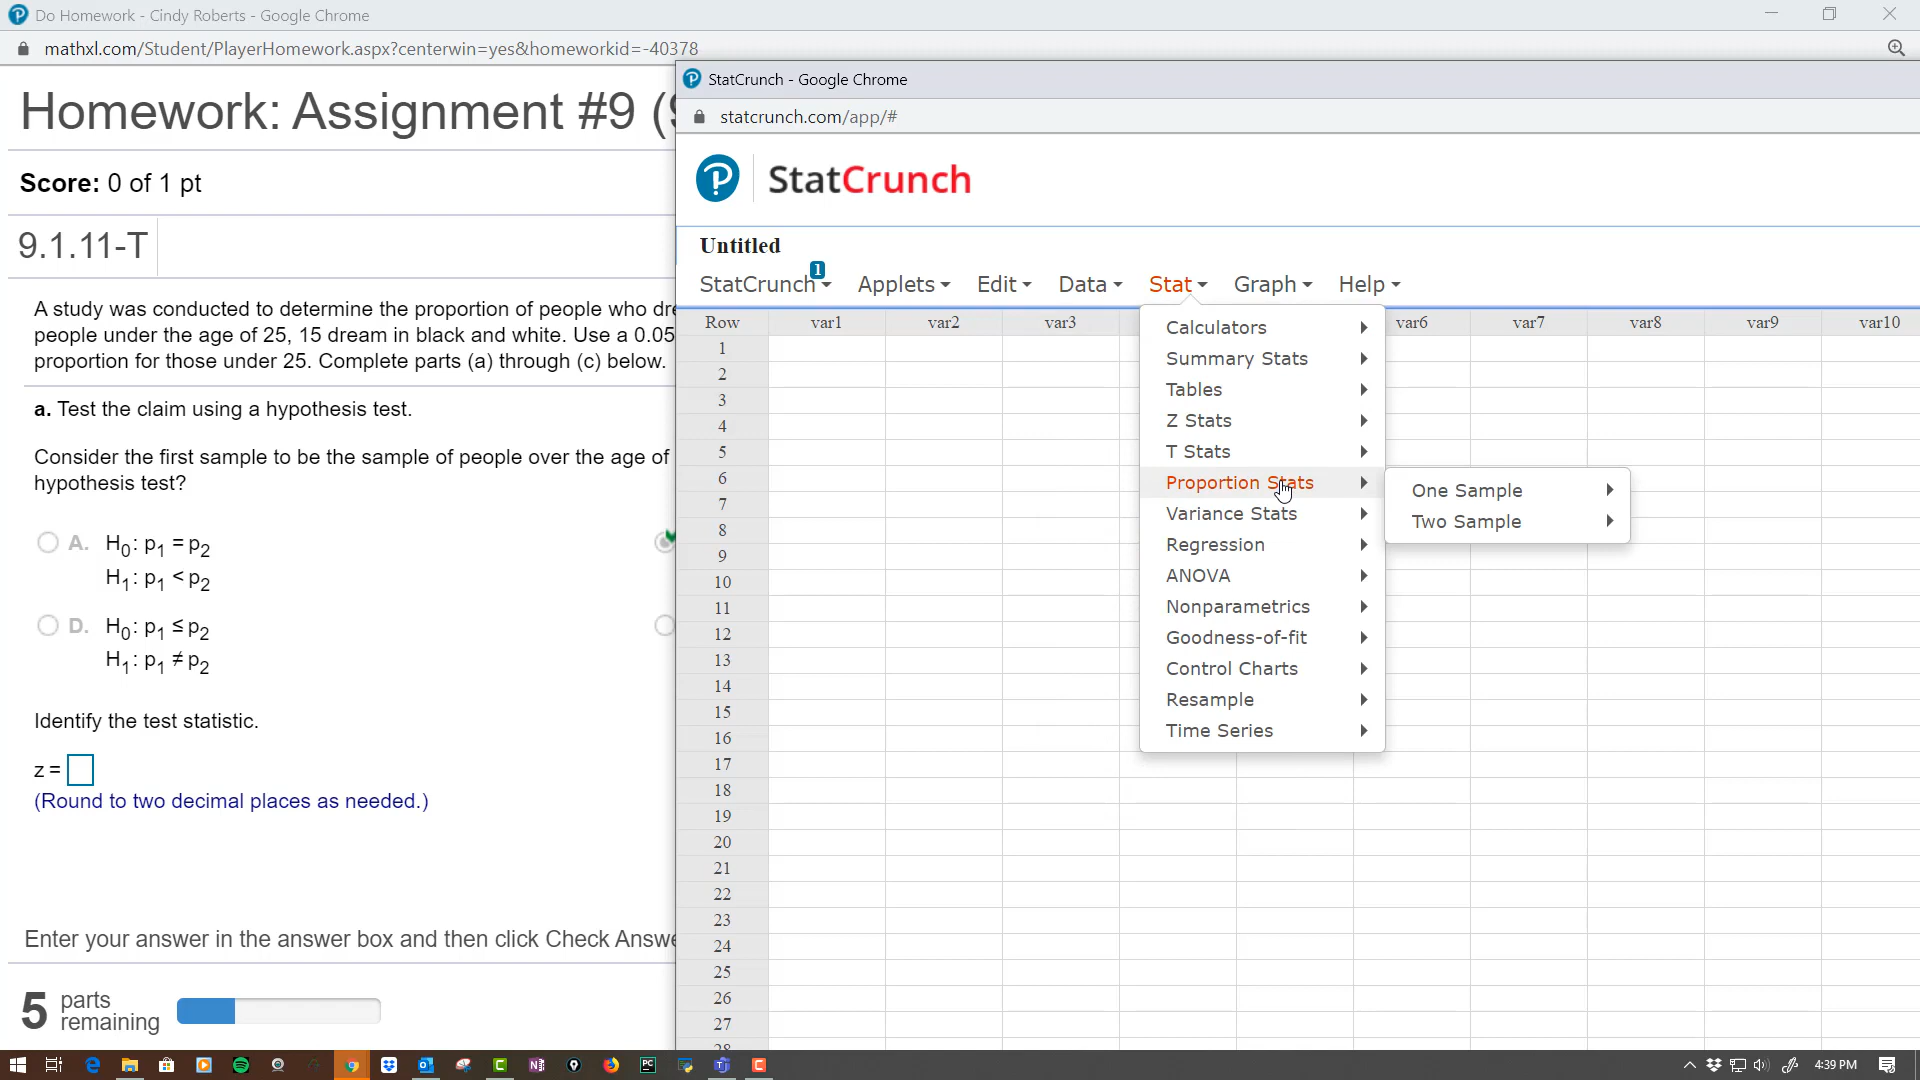 Do Homework - Cindy Roberts - Google Chrome
mathxl.com/Student/PlayerHomework.aspx?centerwin=yes&homeworkid=-40378
Homework: Assignment #9 (
Score: 0 of 1 pt
9.1.11-T
A study was conducted to determine the proportion of people who dre
people under the age of 25, 15 dream in black and white. Use a 0.05
proportion for those under 25. Complete parts (a) through (c) below.
a. Test the claim using a hypothesis test.
Consider the first sample to be the sample of people over the age of
hypothesis test?
A. H0: p1 = p2
H1: p1 < p2
D. H0: p1 ≤ p2
H1: p1 ≠ p2
Identify the test statistic.
z =
(Round to two decimal places as needed.)
Enter your answer in the answer box and then click Check Answe
5 parts
remaining
StatCrunch - Google Chrome
statcrunch.com/app/#
P StatCrunch
Untitled
StatCrunch 1 Applets Edit Data Stat Graph Help
Row var1 var2 var3 var6 var7 var8 var9 var10
1
2
3
4
5
6
7
8
9
10
11
12
13
14
15
16
17
18
19
20
21
22
23
24
25
26
27
28
Calculators
Summary Stats
Tables
Z Stats
T Stats
Proportion Stats
Variance Stats
Regression
ANOVA
Nonparametrics
Goodness-of-fit
Control Charts
Resample
Time Series
One Sample
Two Sample
4:39 PM